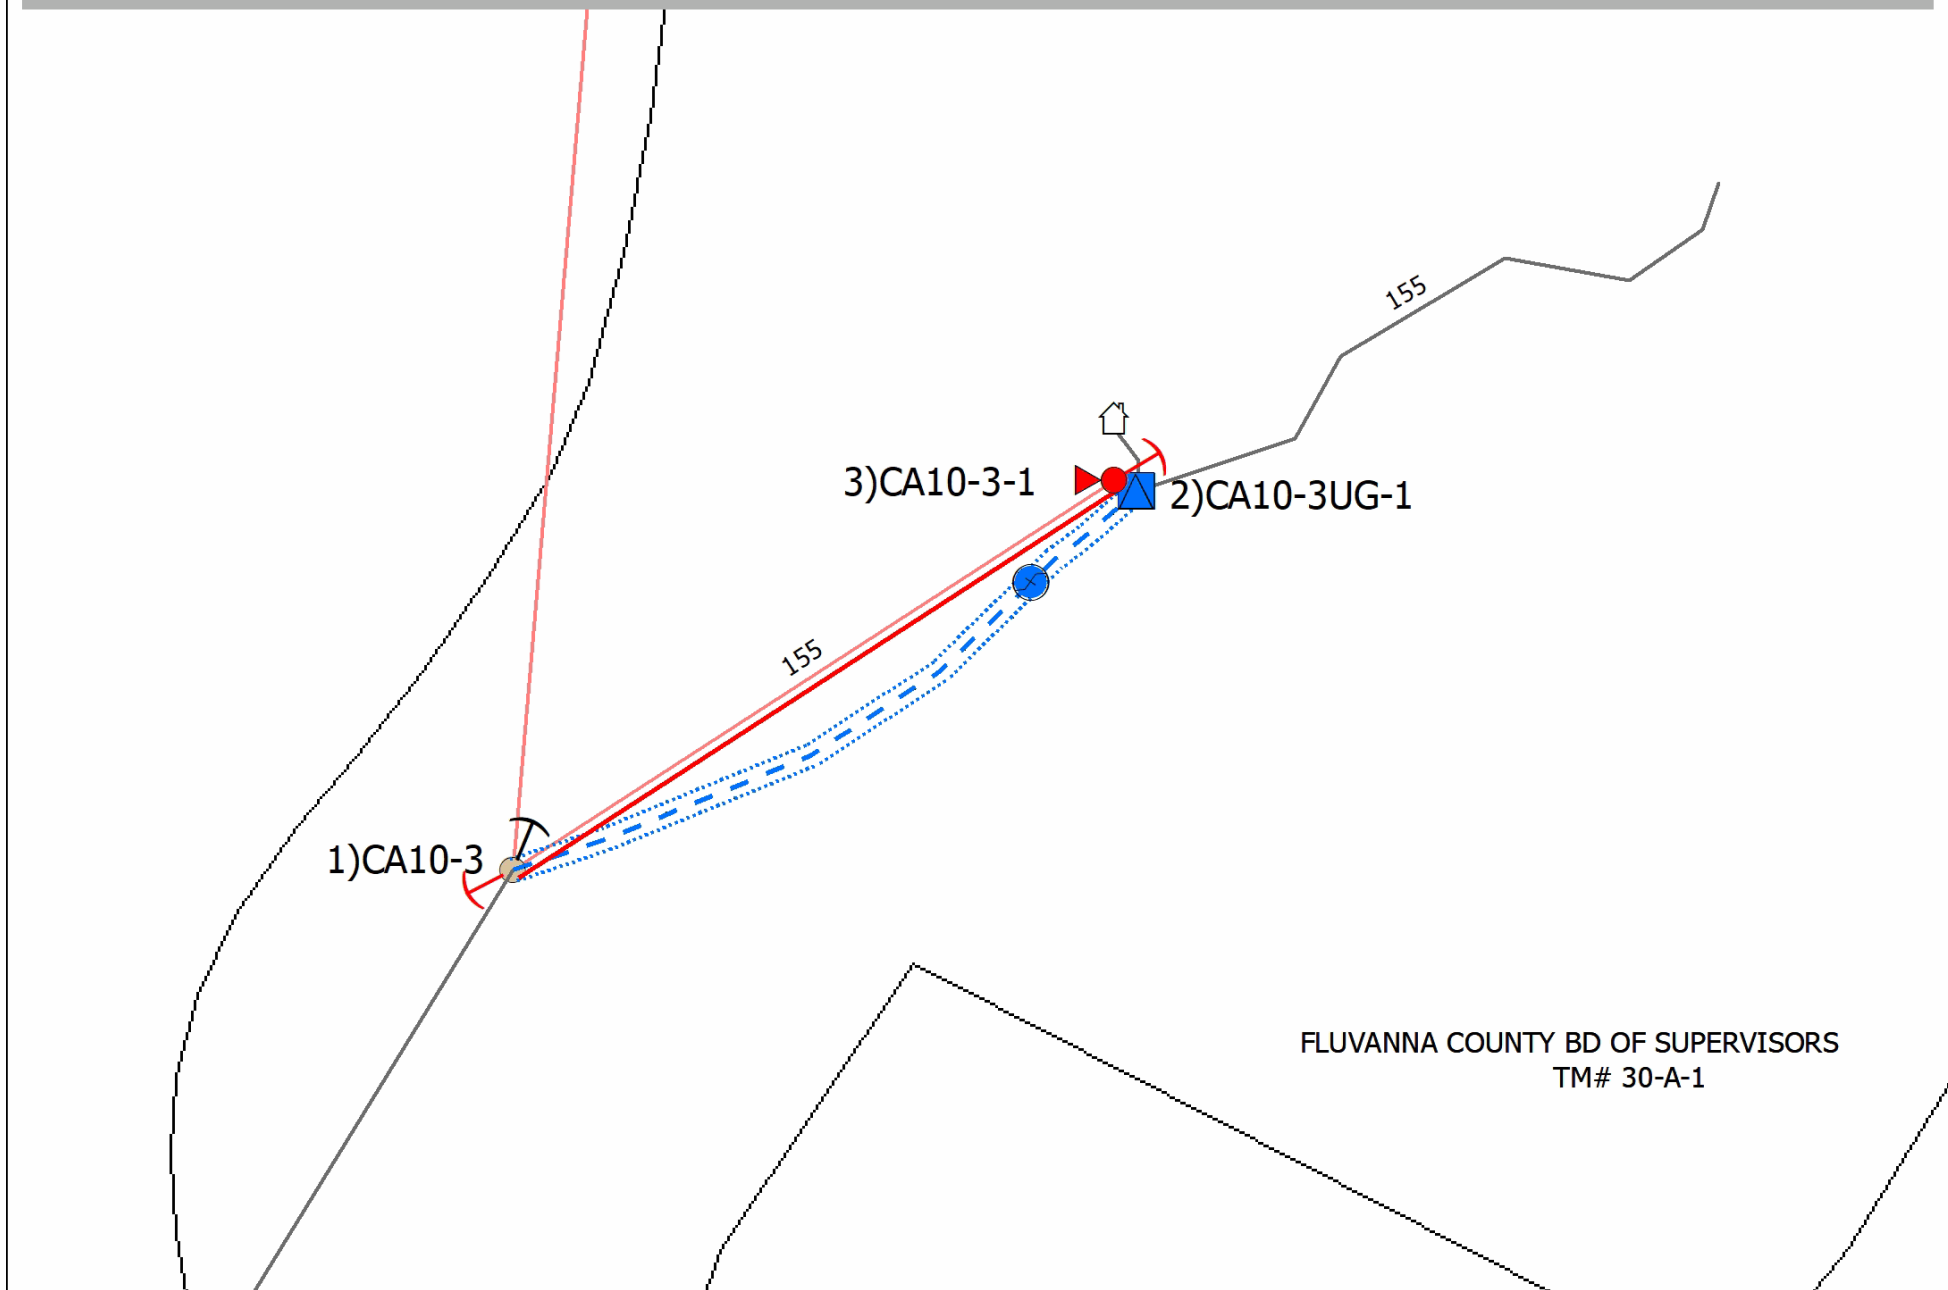 155
3)CA10-3-1
2)CA10-3UG-1
155
1)CA10-3
FLUVANNA COUNTY BD OF SUPERVISORS
TM# 30-A-1